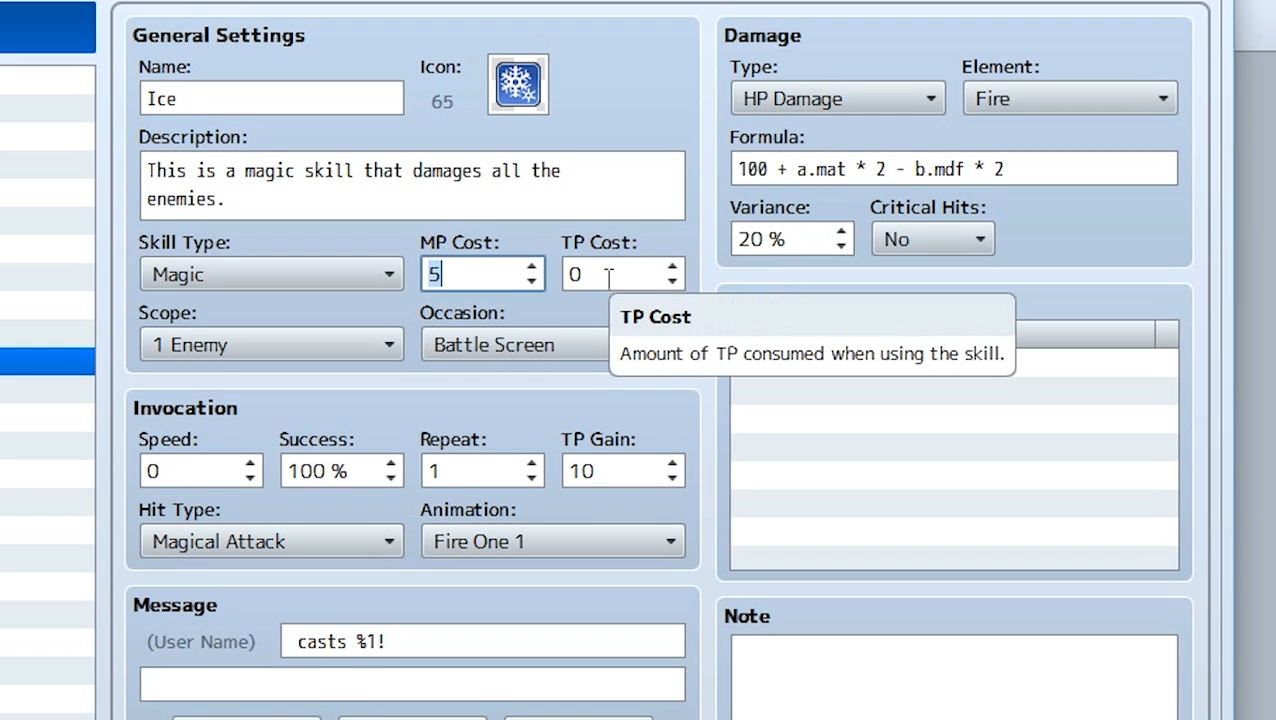 General Settings
Name:
Icon:
Ice
65
Description:
This is a magic skill that damages all the
enemies.
Skill Type:
MP Cost:
TP Cost:
Magic
5
0
Scope:
Occasion:
1 Enemy
Battle Screen
TP Cost
Amount of TP consumed when using the skill.
Invocation
Speed:
Success:
Repeat:
TP Gain:
0
100 %
1
10
Hit Type:
Animation:
Magical Attack
Fire One 1
Message
(User Name)
casts %1!
Damage
Type:
Element:
HP Damage
Fire
Formula:
100 + a.mat * 2 - b.mdf * 2
Variance:
Critical Hits:
20 %
No
Note